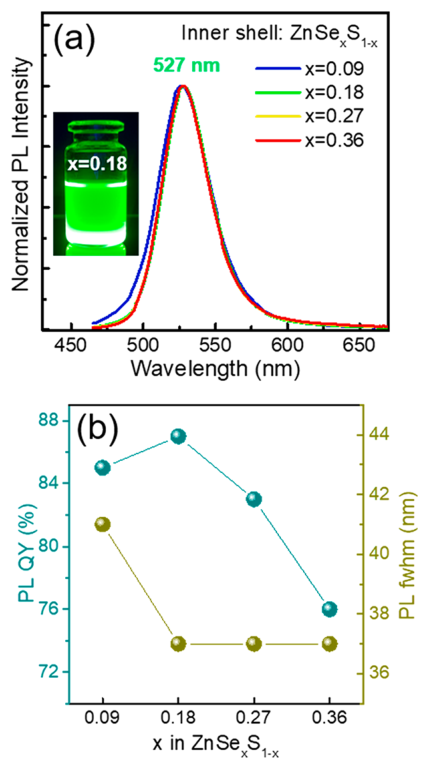 (a)
Inner shell: ZnSeₓS₁₋ₓ
527 nm
x=0.09
x=0.18
x=0.27
x=0.36
x=0.18
Normalized PL Intensity
450 500 550 600 650
Wavelength (nm)
(b)
88
84
80
76
72
PL QY (%)
44
42
40
38
36
PL fwhm (nm)
0.09 0.18 0.27 0.36
x in ZnSeₓS₁₋ₓ